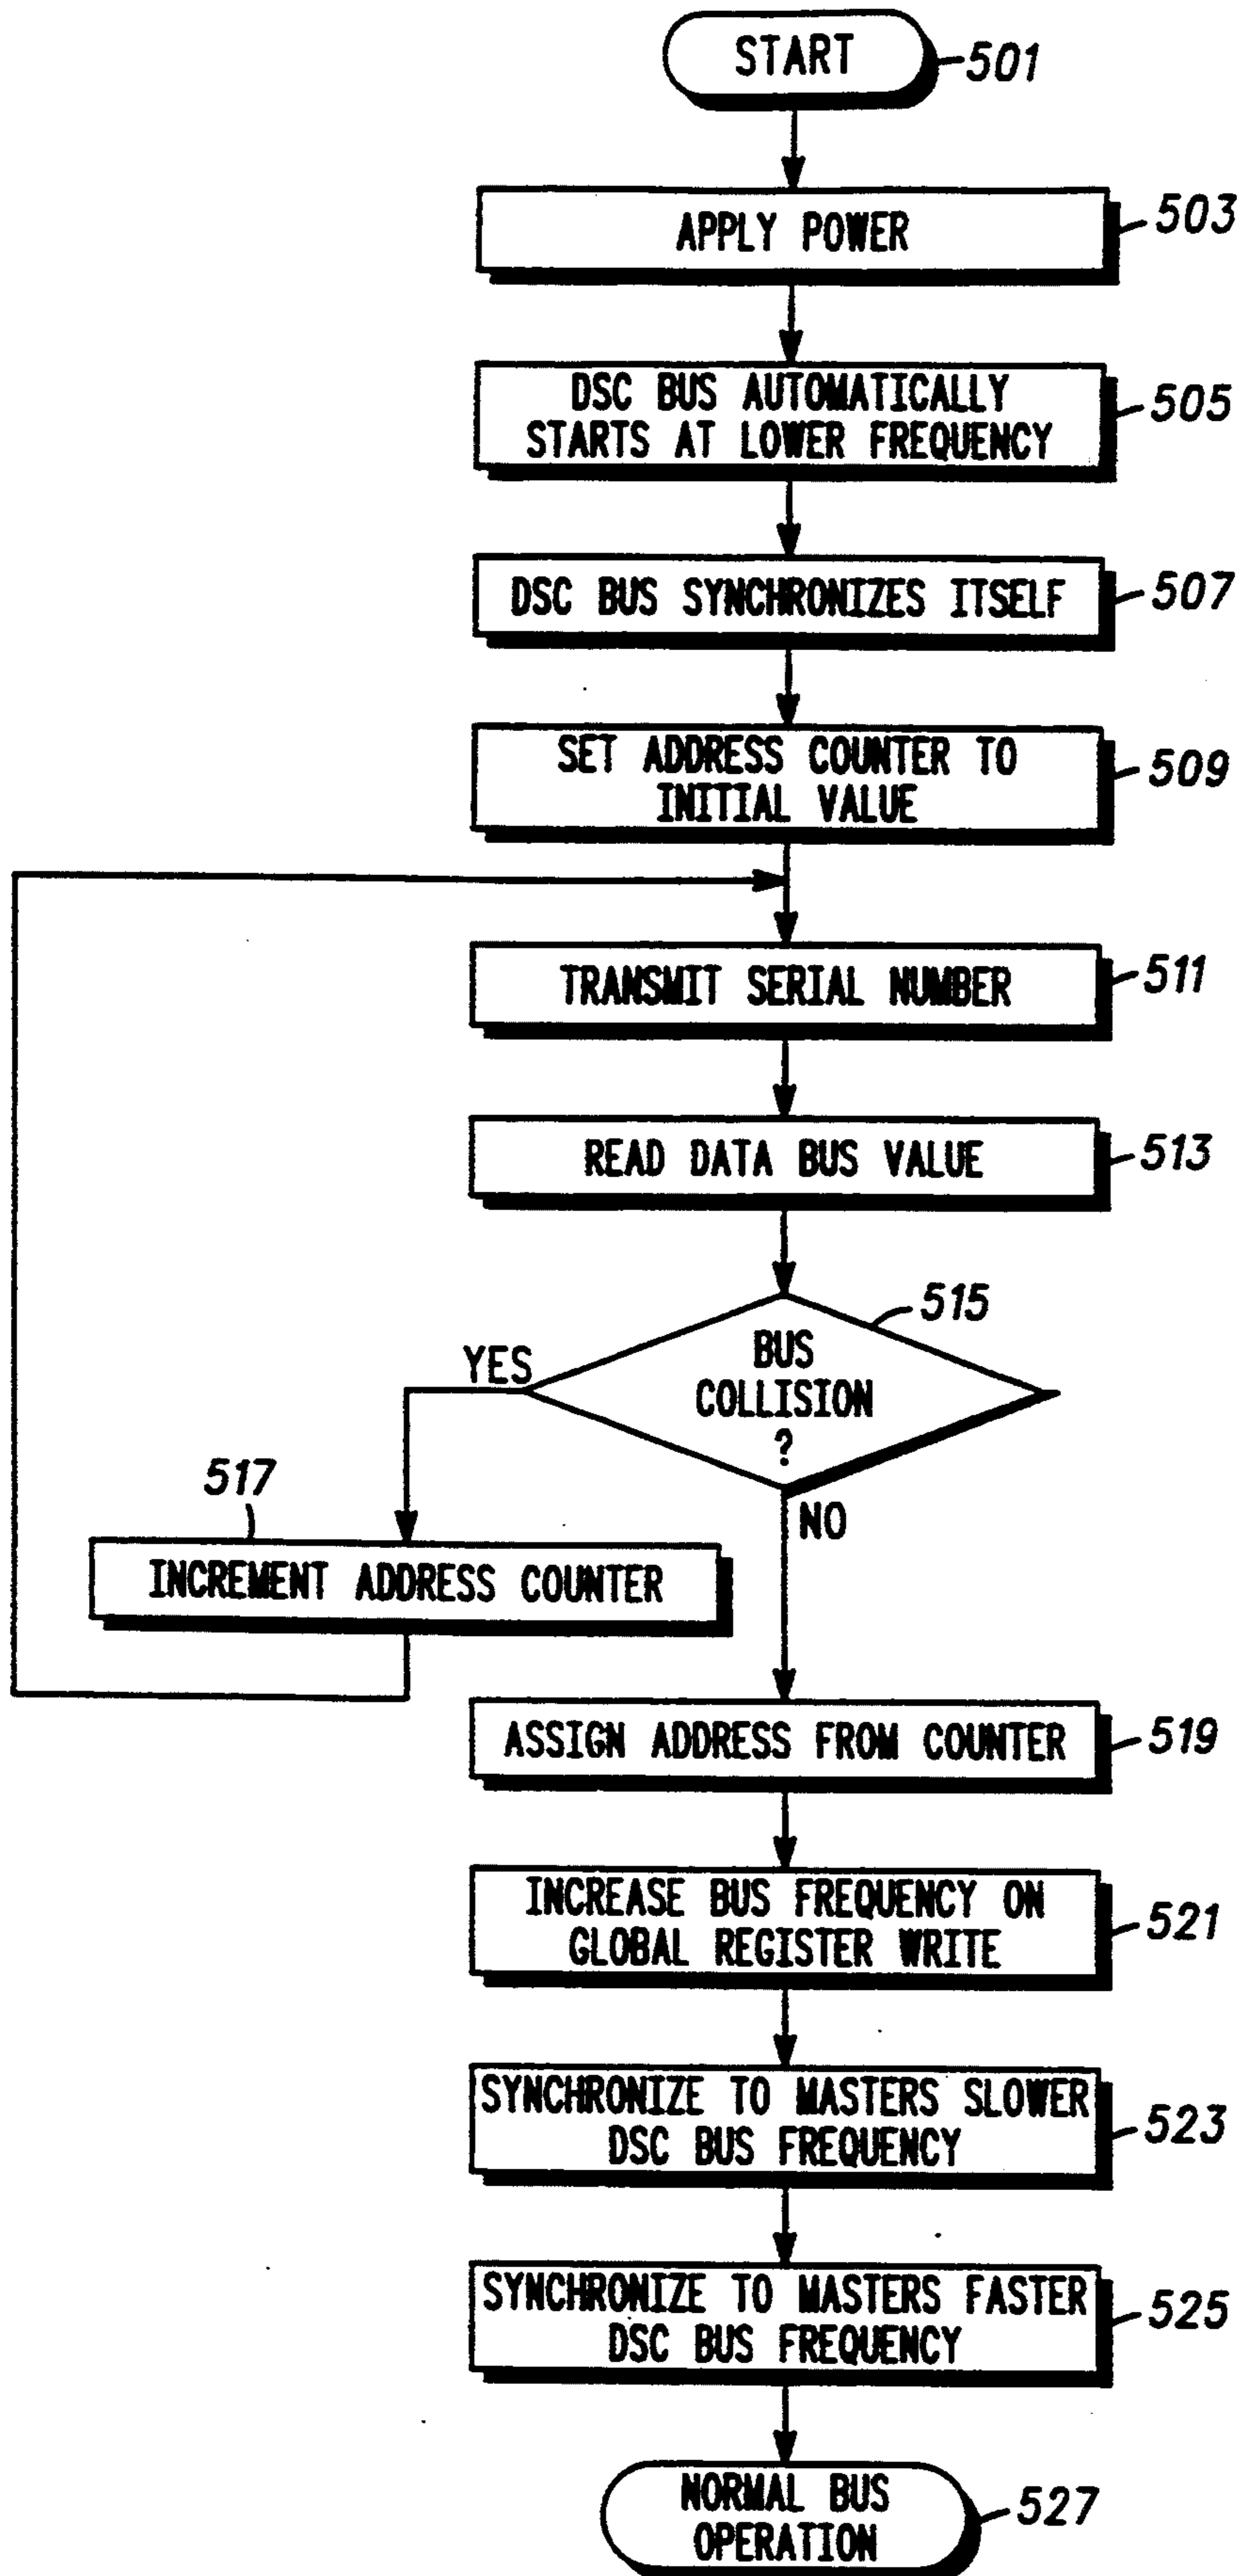 START
501
APPLY POWER
503
DSC BUS AUTOMATICALLY
STARTS AT LOWER FREQUENCY
505
DSC BUS SYNCHRONIZES ITSELF
507
SET ADDRESS COUNTER TO
INITIAL VALUE
509
TRANSMIT SERIAL NUMBER
511
READ DATA BUS VALUE
513
515
BUS
COLLISION
?
YES
NO
517
INCREMENT ADDRESS COUNTER
ASSIGN ADDRESS FROM COUNTER
519
INCREASE BUS FREQUENCY ON
GLOBAL REGISTER WRITE
521
SYNCHRONIZE TO MASTERS SLOWER
DSC BUS FREQUENCY
523
SYNCHRONIZE TO MASTERS FASTER
DSC BUS FREQUENCY
525
NORMAL BUS
OPERATION
527